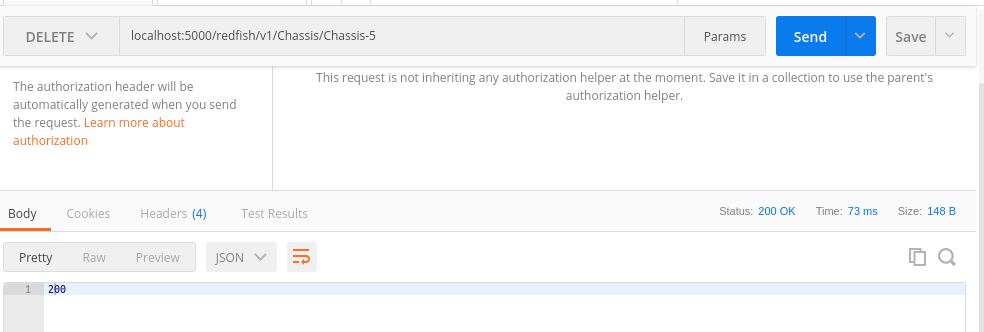 DELETE localhost:5000/redfish/v1/Chassis/Chassis-5 Params Send Save
The authorization header will be
automatically generated when you send
the request. Learn more about
authorization
This request is not inheriting any authorization helper at the moment. Save it in a collection to use the parent's
authorization helper.
Body Cookies Headers (4) Test Results Status: 200 OK Time: 73 ms Size: 148 B
Pretty Raw Preview JSON
1 200